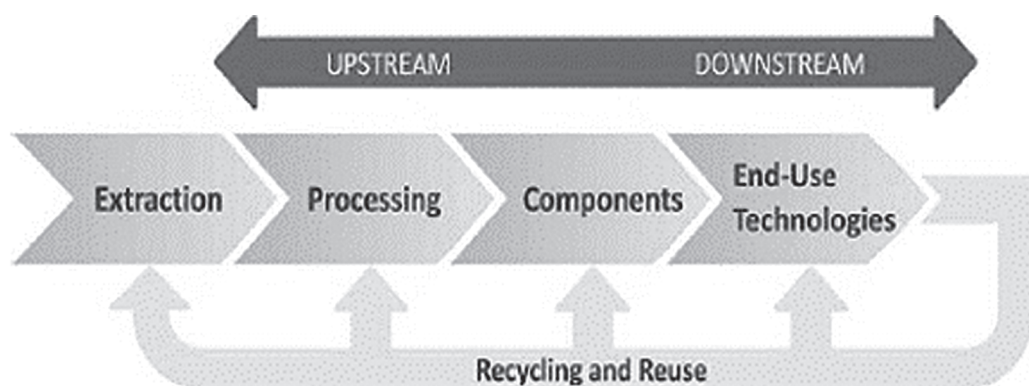 UPSTREAM DOWNSTREAM
Extraction
Processing
Components
End-Use
Technologies
Recycling and Reuse